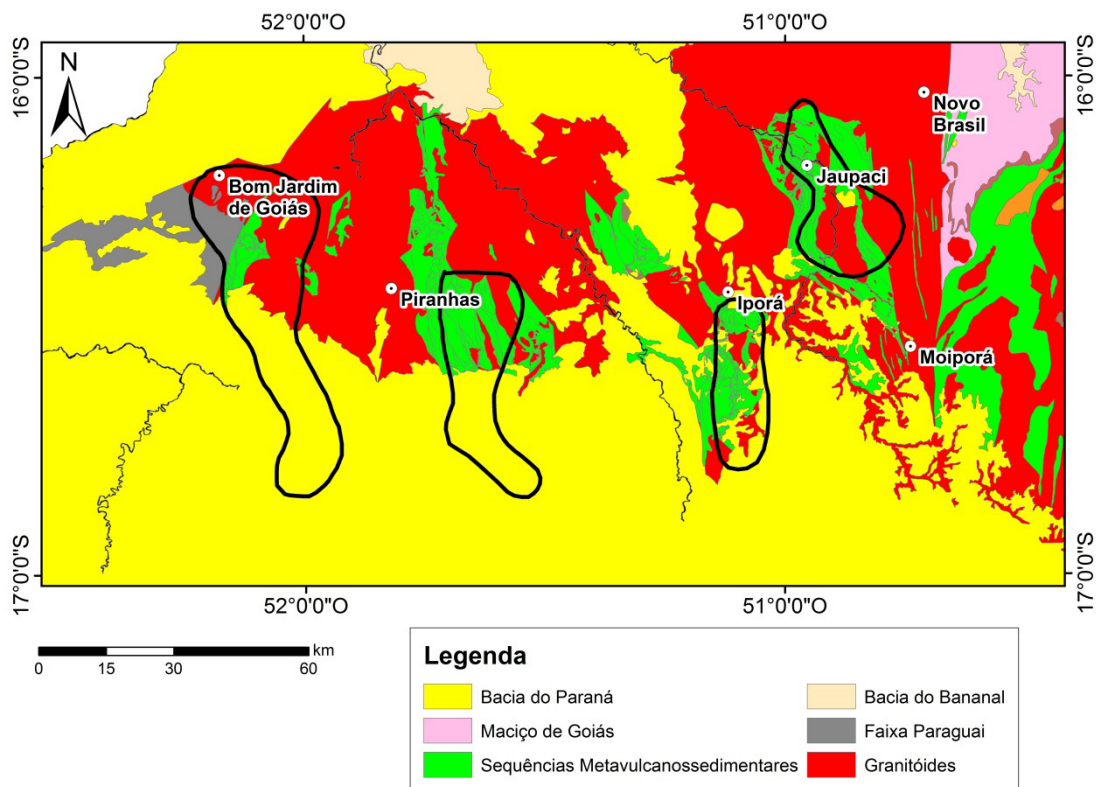 52°0'0"O
51°0'0"O
N
16°0'0"S
16°0'0"S
Novo
Brasil
Jaupaci
Bom Jardim
de Goiás
Piranhas
Iporá
Moiporá
17°0'0"S
17°0'0"S
52°0'0"O
51°0'0"O
km
0
15
30
60
Legenda
Bacia do Paraná
Bacia do Bananal
Maciço de Goiás
Faixa Paraguai
Sequências Metavulcanossedimentares
Granitóides